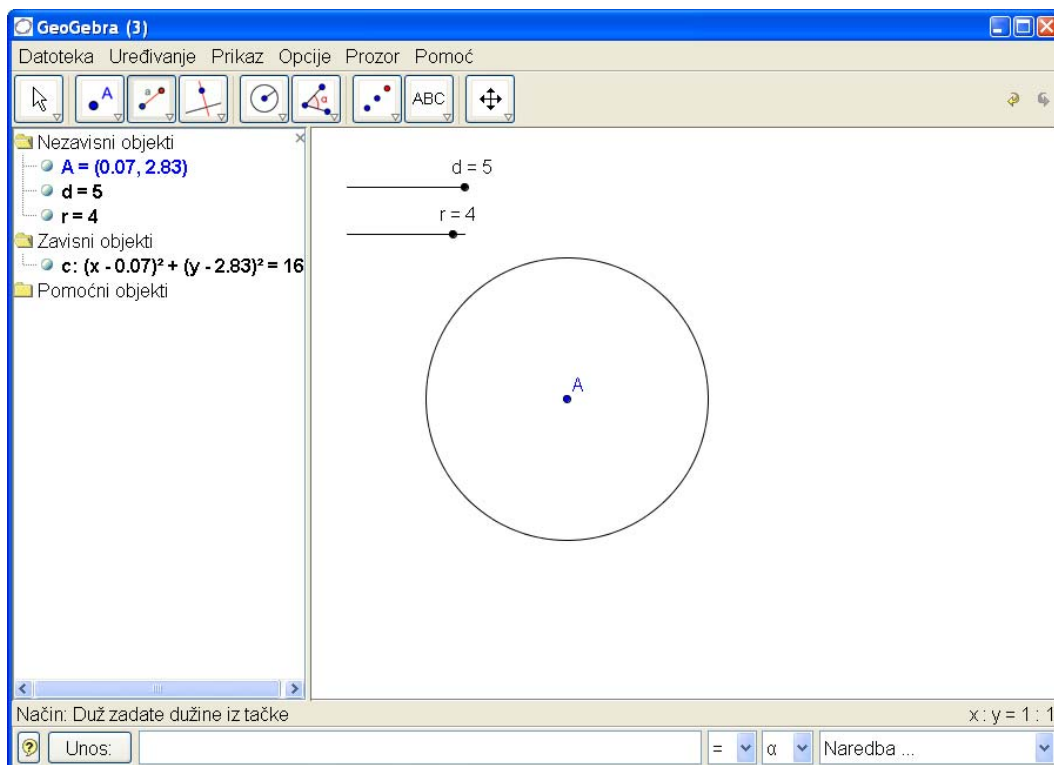 GeoGebra (3)
Datoteka Uređivanje Prikaz Opcije Prozor Pomoć
A a α ABC
Nezavisni objekti
A = (0.07, 2.83)
d = 5
r = 4
Zavisni objekti
c: (x - 0.07)² + (y - 2.83)² = 16
Pomoćni objekti
d = 5
r = 4
A
Način: Duž zadate dužine iz tačke
x : y = 1 : 1
Unos:
= α Naredba ...